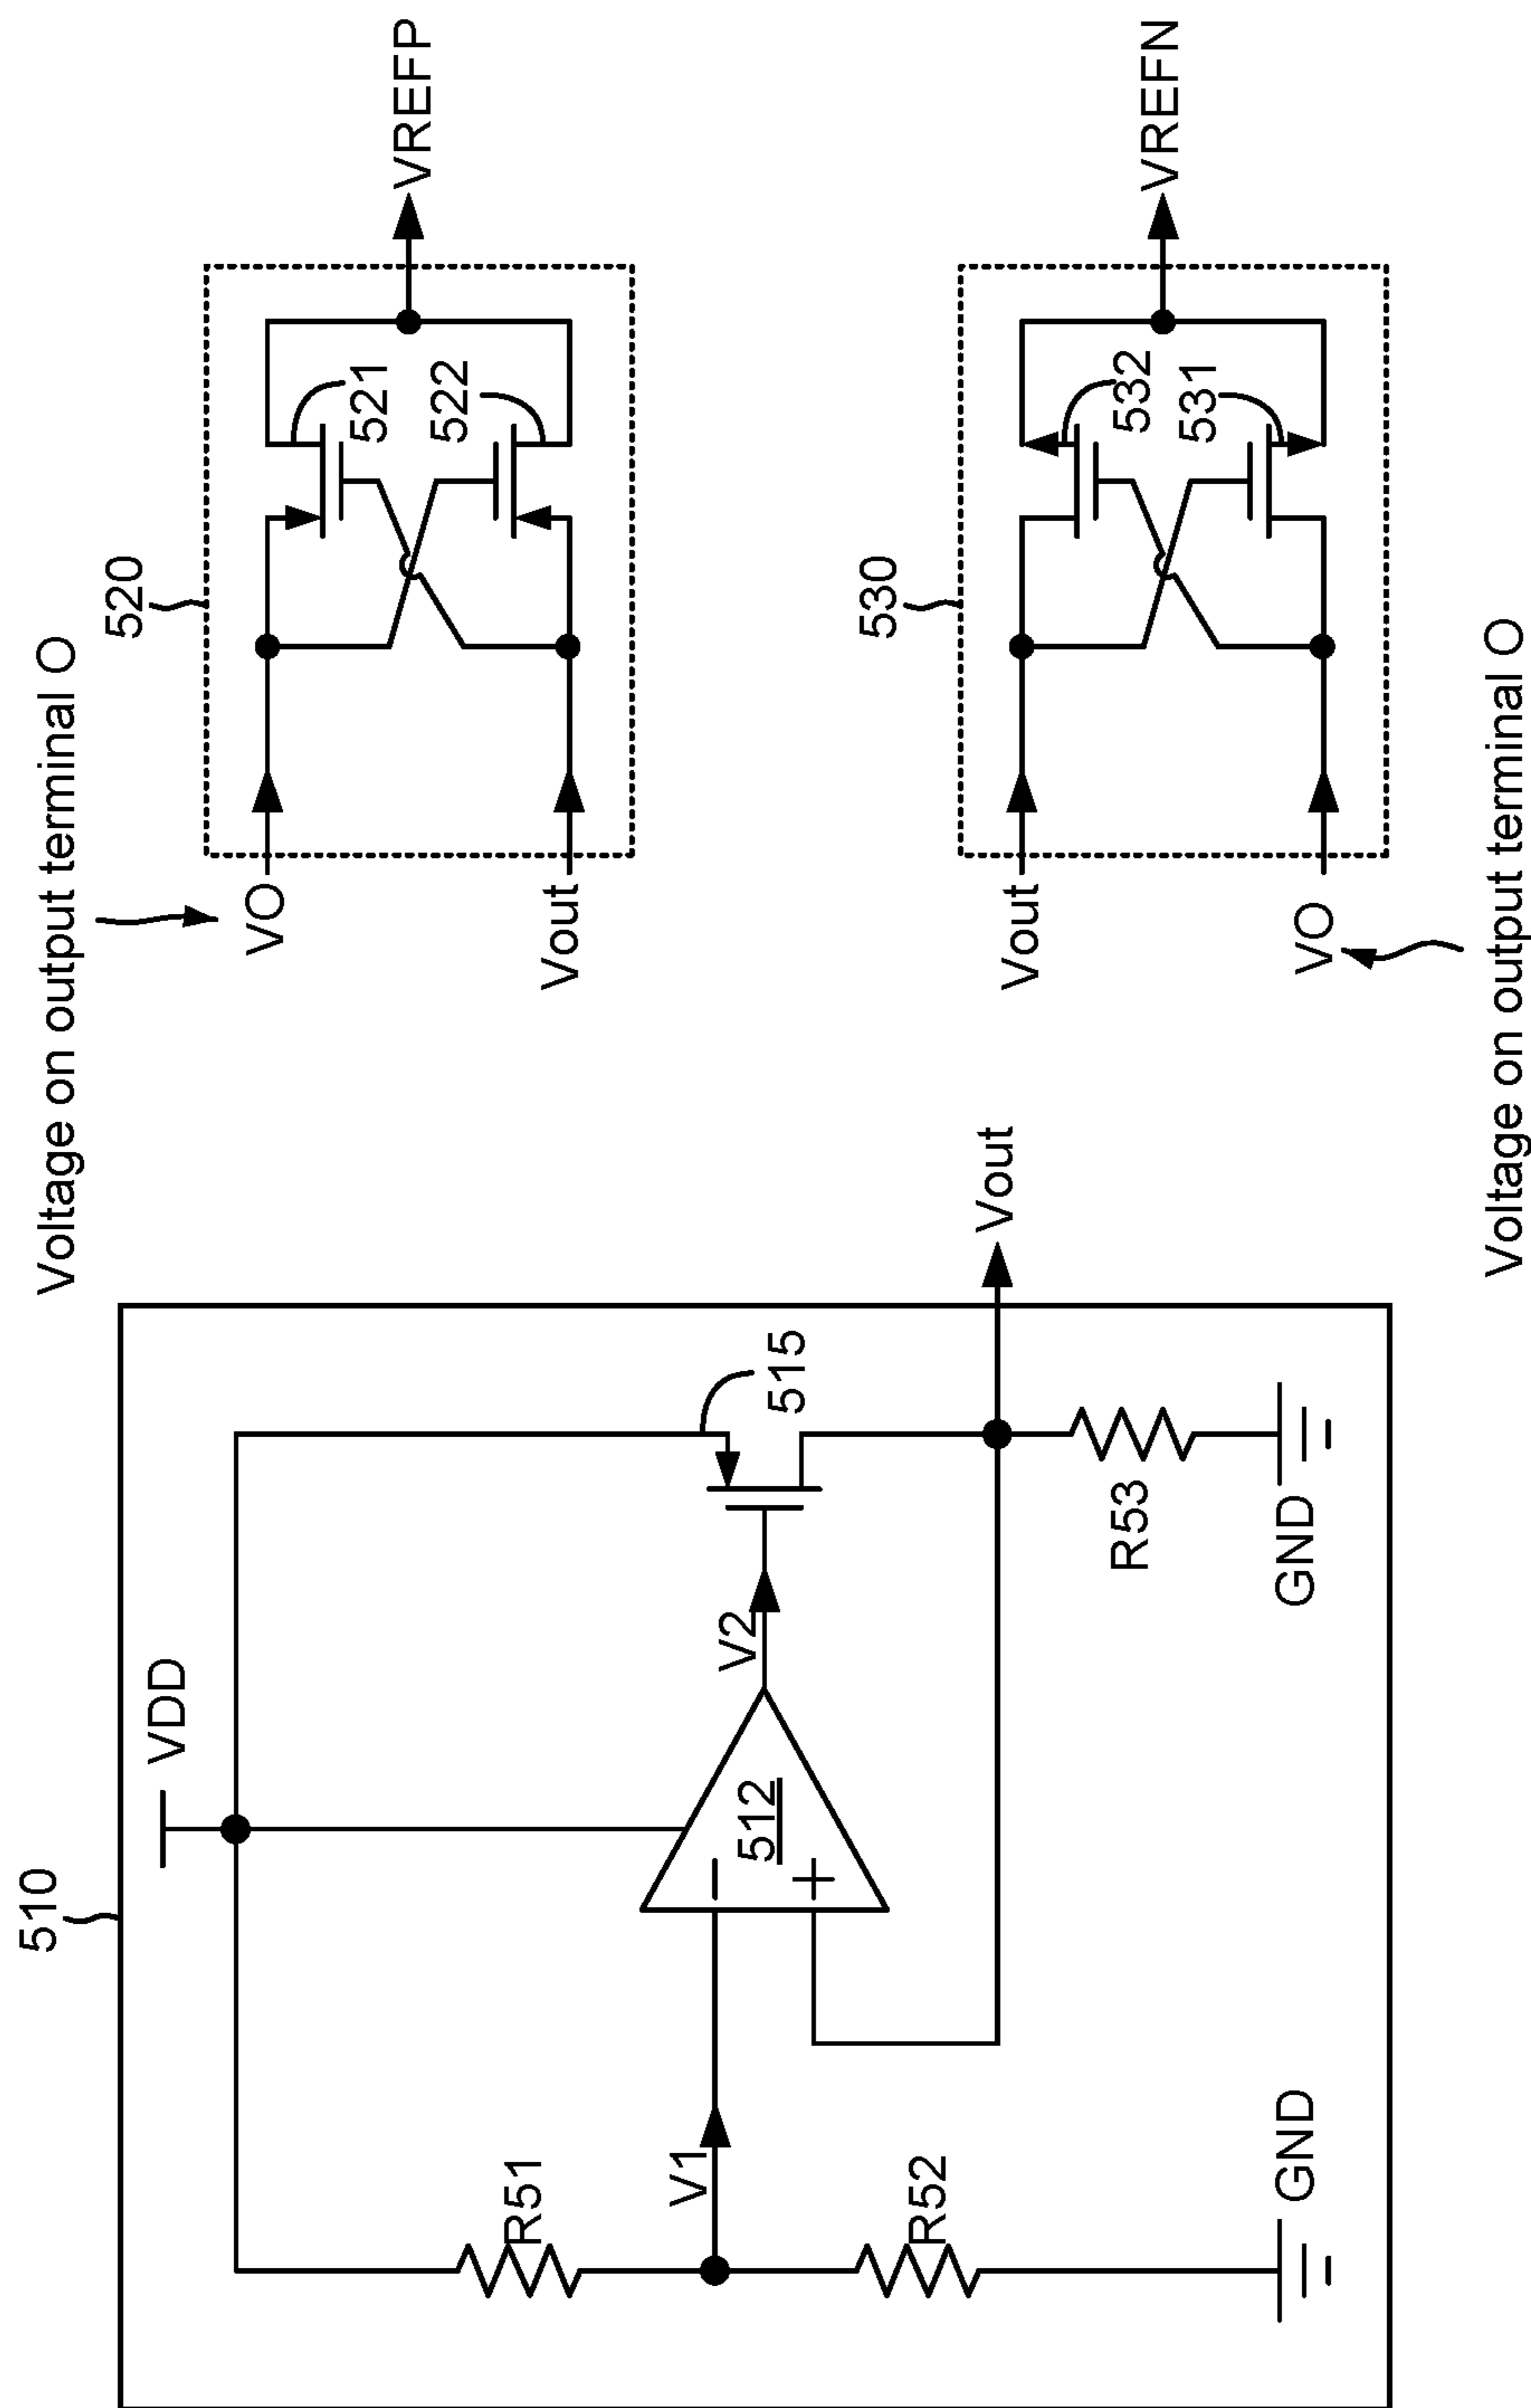 510
VDD
R51
V1
R52
GND
−
+
512
V2
515
Vout
R53
GND
Voltage on output terminal O
520
VO
Vout
521
522
VREFP
530
Vout
VO
532
531
VREFN
Voltage on output terminal O